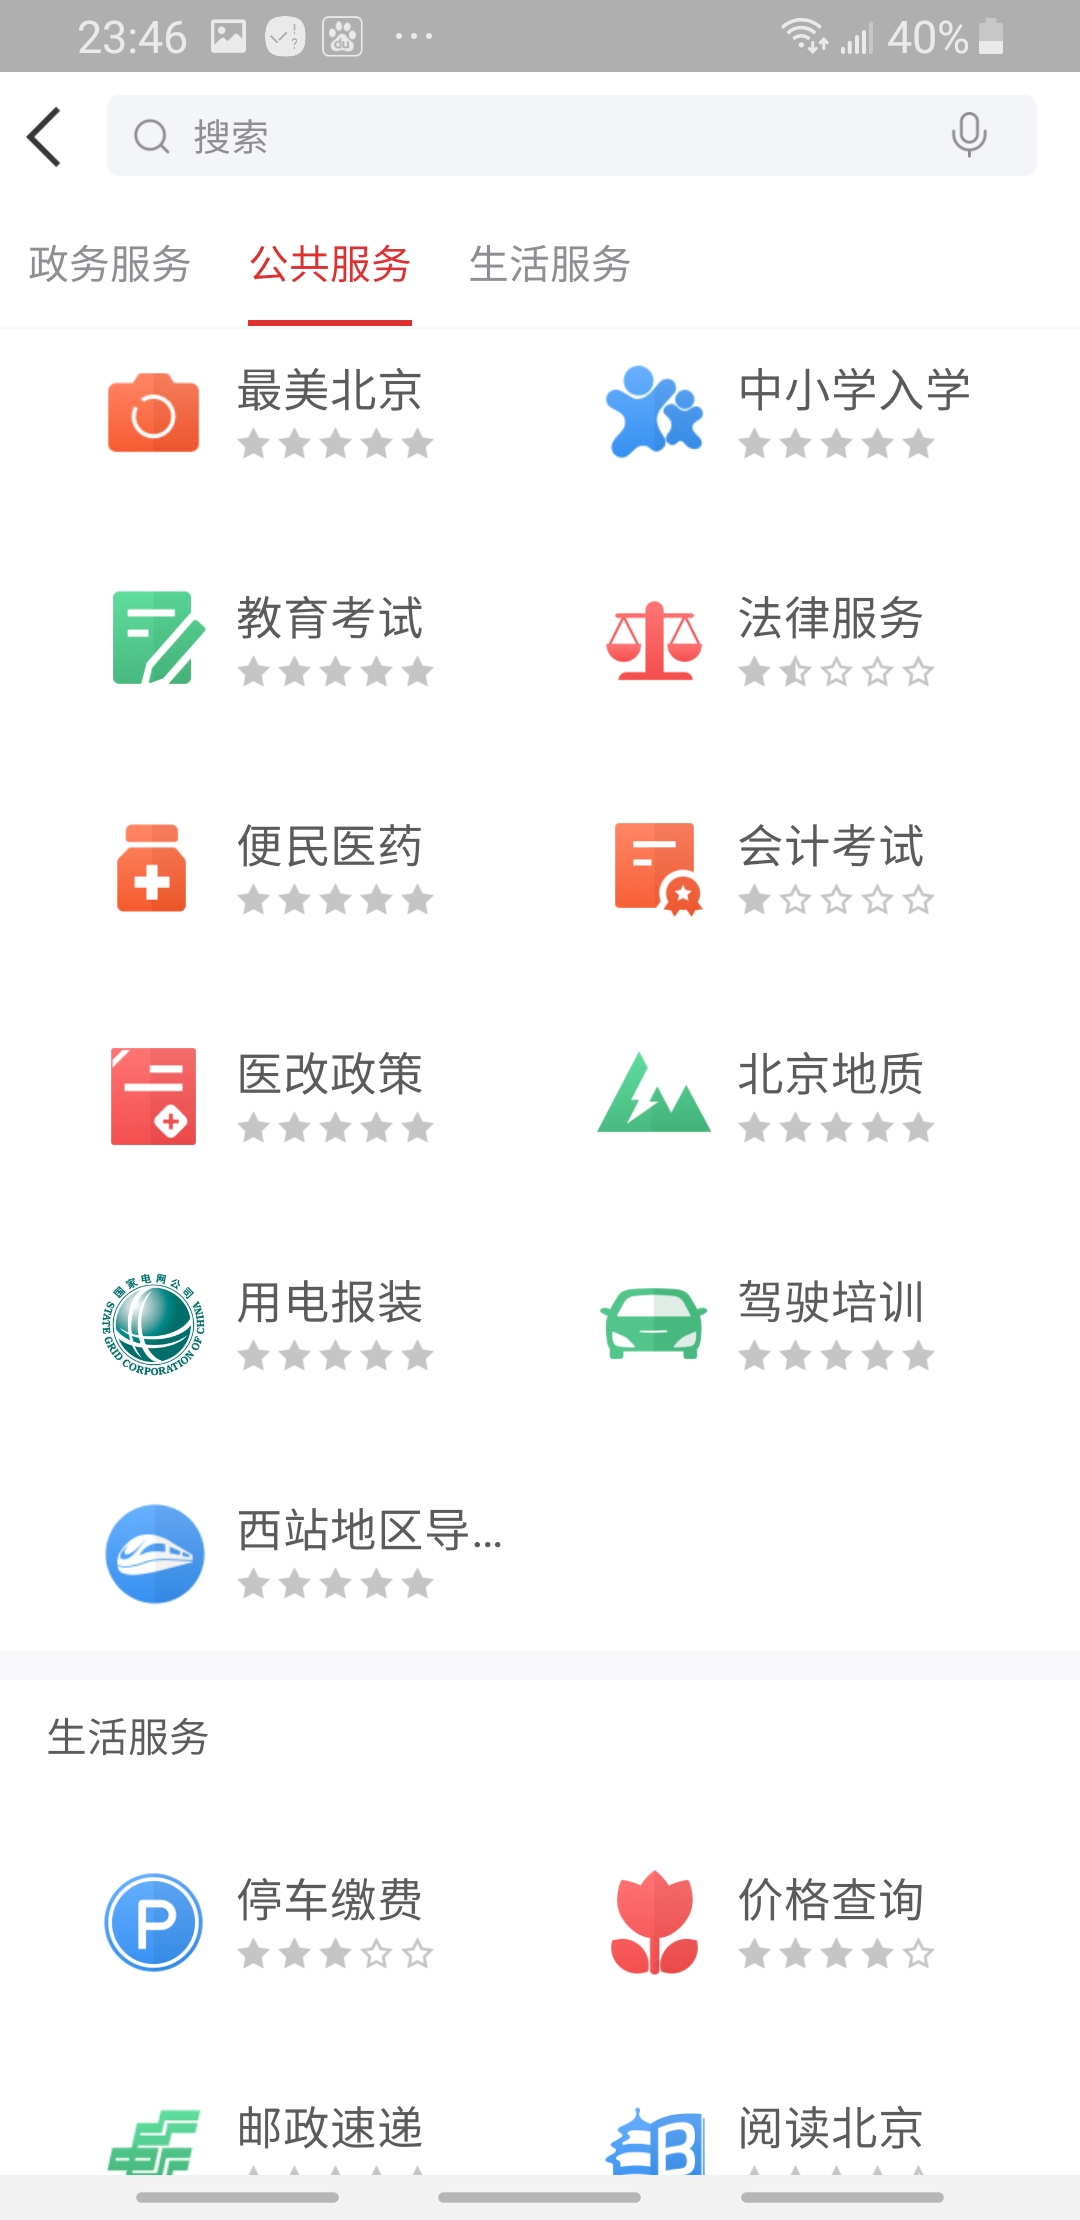 23:46 40%
搜索
政务服务 公共服务 生活服务
最美北京 中小学入学
教育考试 法律服务
便民医药 会计考试
医改政策 北京地质
国家电网公司
STATE GRID CORPORATION OF CHINA
用电报装 驾驶培训
西站地区导...
生活服务
P
停车缴费 价格查询
邮政速递 B 阅读北京